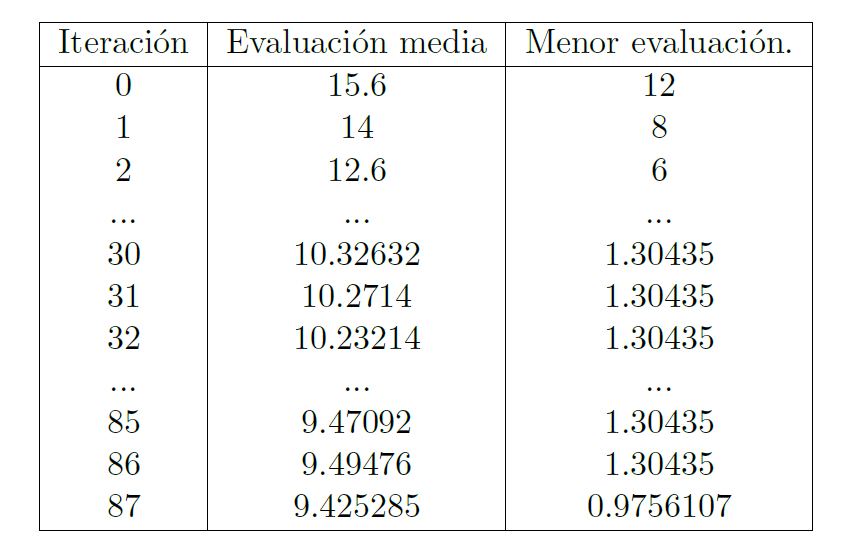 Iteración Evaluación media Menor evaluación.
0 15.6 12
1 14 8
2 12.6 6
... ... ...
30 10.32632 1.30435
31 10.2714 1.30435
32 10.23214 1.30435
... ... ...
85 9.47092 1.30435
86 9.49476 1.30435
87 9.425285 0.9756107